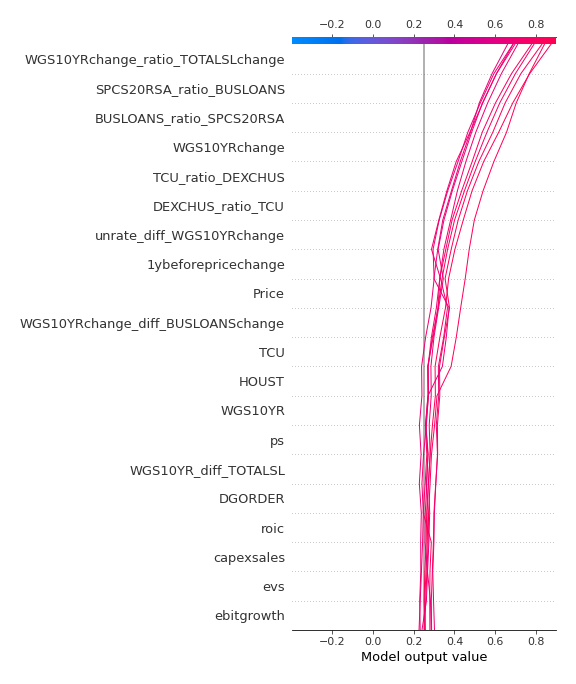 −0.2 0.0 0.2 0.4 0.6 0.8
WGS10YRchange_ratio_TOTALSLchange
SPCS20RSA_ratio_BUSLOANS
BUSLOANS_ratio_SPCS20RSA
WGS10YRchange
TCU_ratio_DEXCHUS
DEXCHUS_ratio_TCU
unrate_diff_WGS10YRchange
1ybeforepricechange
Price
WGS10YRchange_diff_BUSLOANSchange
TCU
HOUST
WGS10YR
ps
WGS10YR_diff_TOTALSL
DGORDER
roic
capexsales
evs
ebitgrowth
−0.2 0.0 0.2 0.4 0.6 0.8
Model output value